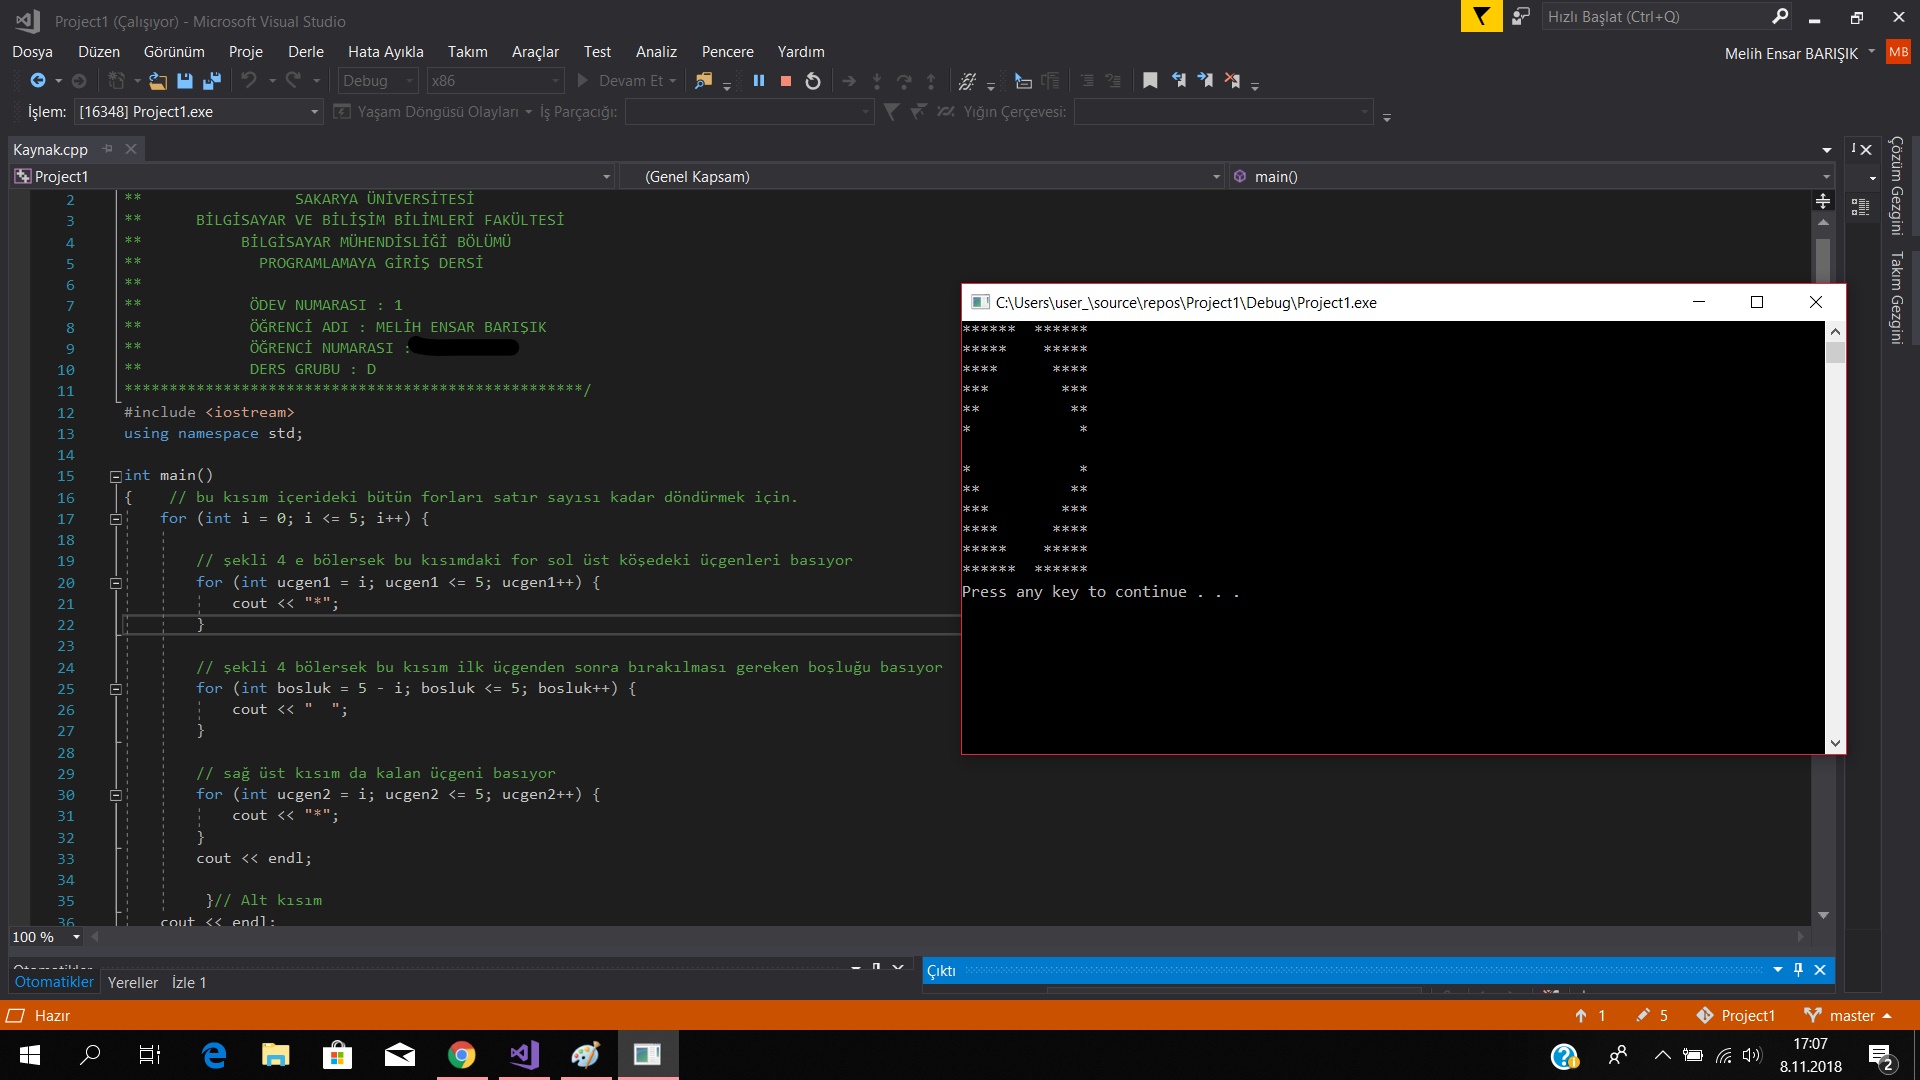 Project1 (Çalışıyor) - Microsoft Visual Studio
Hızlı Başlat (Ctrl+Q)
Dosya Düzen Görünüm Proje Derle Hata Ayıkla Takım Araçlar Test Analiz Pencere Yardım
Melih Ensar BARIŞIK MB
Debug x86 Devam Et
İşlem: [16348] Project1.exe Yaşam Döngüsü Olayları İş Parçacığı: Yığın Çerçevesi:
Kaynak.cpp
Project1 (Genel Kapsam) main()
Çözüm Gezgini
Takım Gezgini
2 ** SAKARYA ÜNİVERSİTESİ
3 ** BİLGİSAYAR VE BİLİŞİM BİLİMLERİ FAKÜLTESİ
4 ** BİLGİSAYAR MÜHENDİSLİĞİ BÖLÜMÜ
5 ** PROGRAMLAMAYA GİRİŞ DERSİ
6 **
7 ** ÖDEV NUMARASI : 1
8 ** ÖĞRENCİ ADI : MELİH ENSAR BARIŞIK
9 ** ÖĞRENCİ NUMARASI :
10 ** DERS GRUBU : D
11 ***************************************************/
12 #include <iostream>
13 using namespace std;
14
15 int main()
16 { // bu kısım içerideki bütün forları satır sayısı kadar döndürmek için.
17 for (int i = 0; i <= 5; i++) {
18
19 // şekli 4 e bölersek bu kısımdaki for sol üst köşedeki üçgenleri basıyor
20 for (int ucgen1 = i; ucgen1 <= 5; ucgen1++) {
21 cout << "*";
22 }
23
24 // şekli 4 bölersek bu kısım ilk üçgenden sonra bırakılması gereken boşluğu basıyor
25 for (int bosluk = 5 - i; bosluk <= 5; bosluk++) {
26 cout << "  ";
27 }
28
29 // sağ üst kısım da kalan üçgeni basıyor
30 for (int ucgen2 = i; ucgen2 <= 5; ucgen2++) {
31 cout << "*";
32 }
33 cout << endl;
34
35 }// Alt kısım
36 cout << endl;
C:\Users\user_\source\repos\Project1\Debug\Project1.exe
******  ******
*****    *****
****      ****
***        ***
**          **
*            *

*            *
**          **
***        ***
****      ****
*****    *****
******  ******
Press any key to continue . . .
100 %
Otomatikler
Otomatikler Yereller İzle 1
Çıktı
Hazır
1 5 Project1 master
17:07
8.11.2018
2